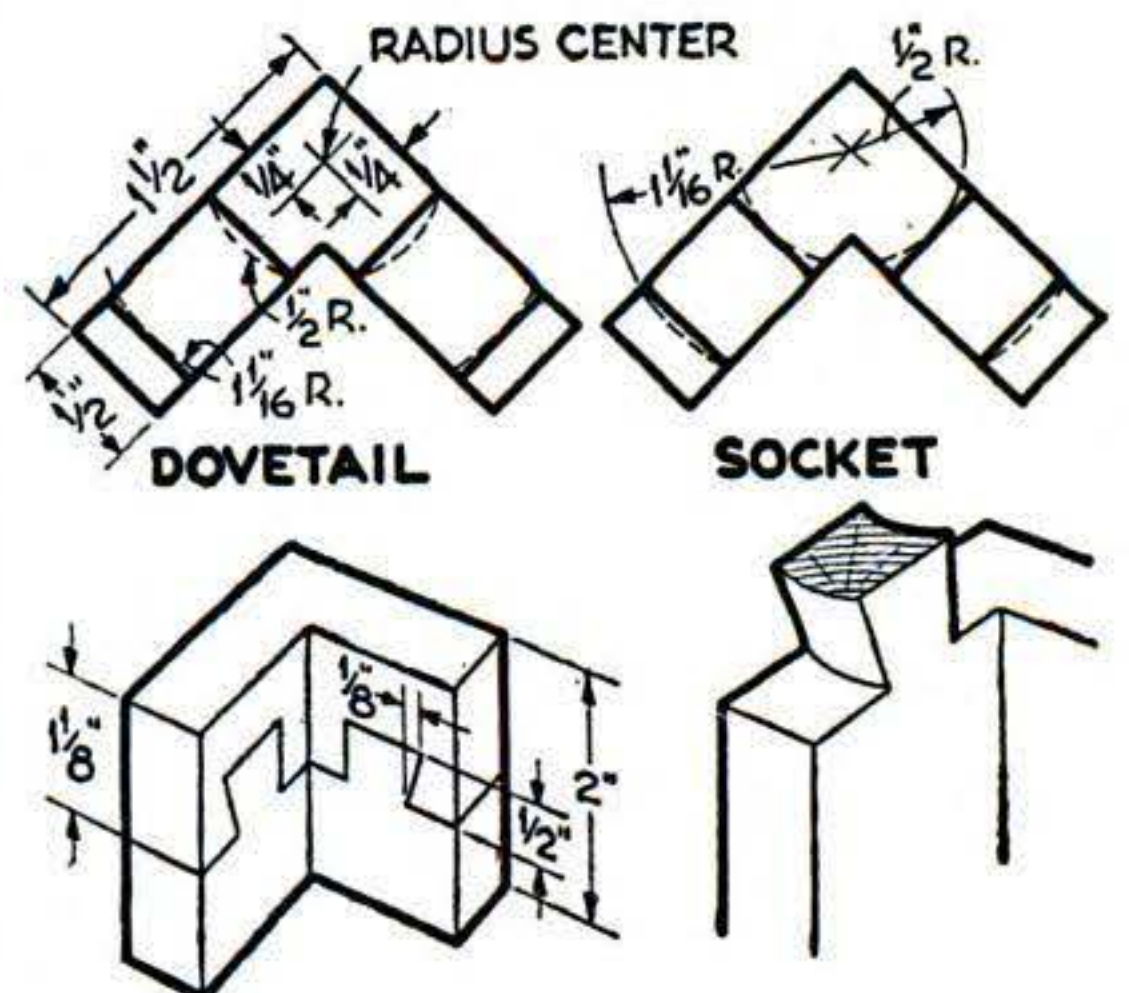 RADIUS CENTER
1/2" R.
1 1/2"
1/4"
1/4"
1 1/16" R.
1/2" R.
1 1/16 R.
1/2"
DOVETAIL
SOCKET
1/8"
1 1/8"
2"
1/2"